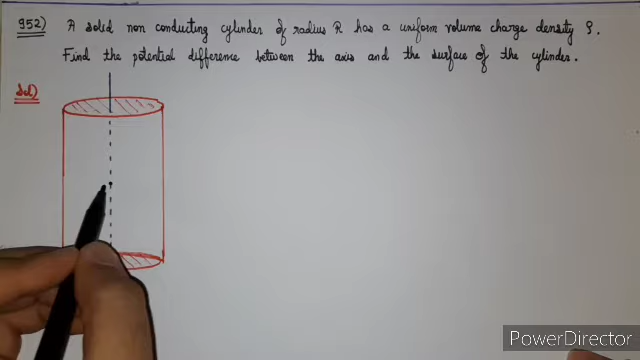 952) A solid non conducting cylinder of radius R has a uniform volume charge density ρ.
Find the potential difference between the axis and the surface of the cylinder.
Sol)
PowerDirector